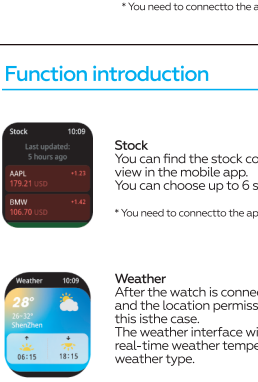 * You need to connectto the a
Function introduction
Stock 10:09
Last updated:
5 hours ago
AAPL +1.23
179.21 USD
BMW +1.42
106.70 USD
Stock
You can find the stock co
view in the mobile app.
You can choose up to 6 s
* You need to connectto the ap
Weather 10:09
28°
26-32°
ShenZhen
06:15 18:15
Weather
After the watch is connec
and the location permiss
this isthe case.
The weather interface wi
real-time weather tempe
weather type.